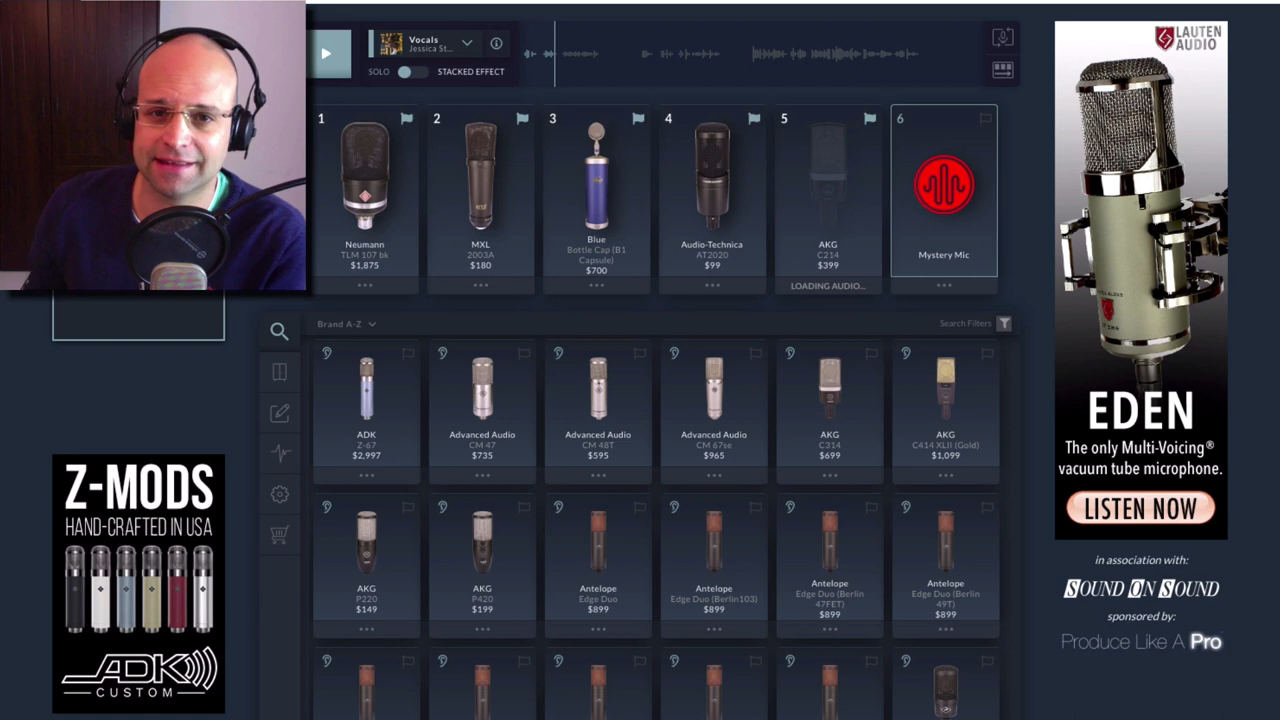 Vocals
Jessica St...
SOLO
STACKED EFFECT
1
2
3
4
5
6
Neumann
TLM 107 bk
$1,875
MXL
2003A
$180
Blue
Bottle Cap (B1
Capsule)
$700
Audio-Technica
AT2020
$99
AKG
C214
$399
LOADING AUDIO...
Mystery Mic
Brand A-Z
Search Filters
ADK
Z-67
$2,997
Advanced Audio
CM 47
$735
Advanced Audio
CM 48T
$595
Advanced Audio
CM 67se
$965
AKG
C314
$699
AKG
C414 XLII (Gold)
$1,099
AKG
P220
$149
AKG
P420
$199
Antelope
Edge Duo
$899
Antelope
Edge Duo (Berlin103)
$899
Antelope
Edge Duo (Berlin
47FET)
$899
Antelope
Edge Duo (Berlin
49T)
$899
Z-MODS
HAND-CRAFTED IN USA
ADK
CUSTOM
LAUTEN
AUDIO
EDEN
The only Multi-Voicing®
vacuum tube microphone.
LISTEN NOW
in association with:
SOUND ON SOUND
sponsored by:
Produce Like A Pro